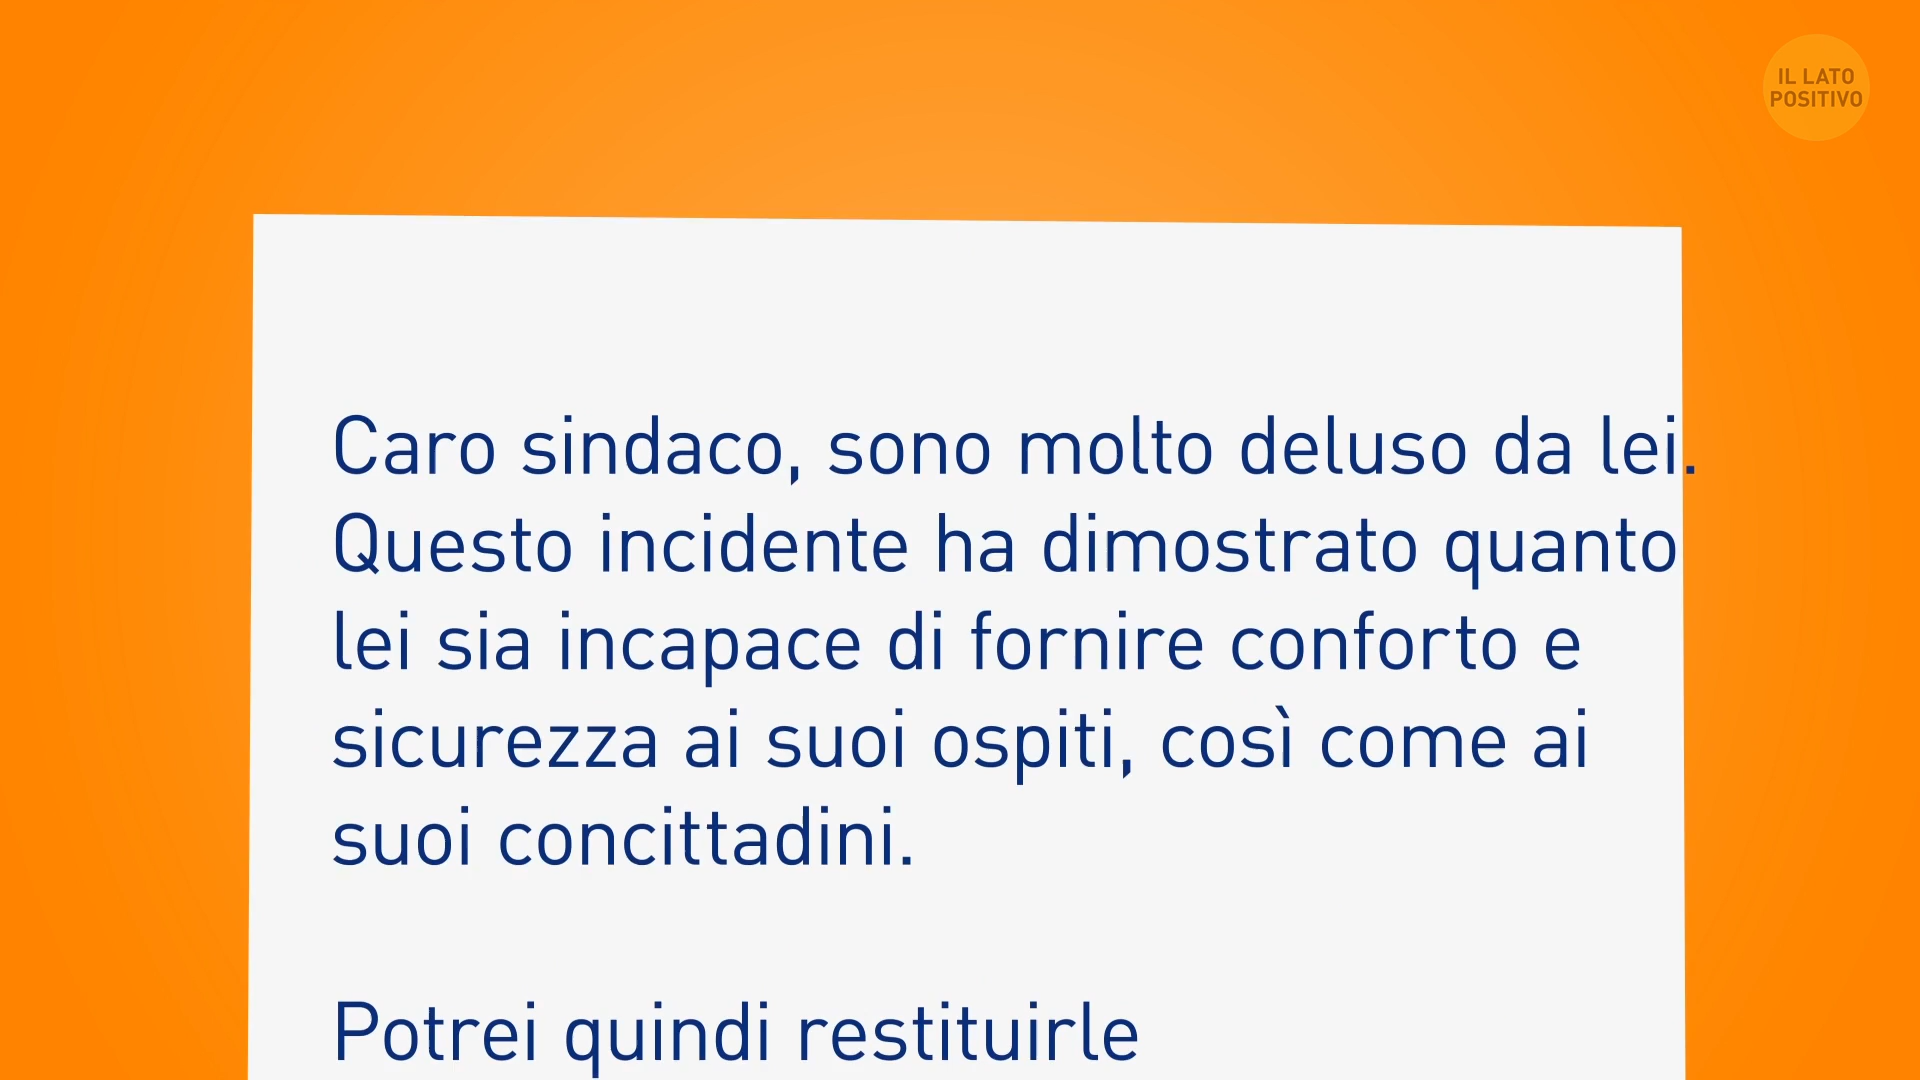 IL LATO
POSITIVO
Caro sindaco, sono molto deluso da lei.
Questo incidente ha dimostrato quanto
lei sia incapace di fornire conforto e
sicurezza ai suoi ospiti, così come ai
suoi concittadini.
Potrei quindi restituirle